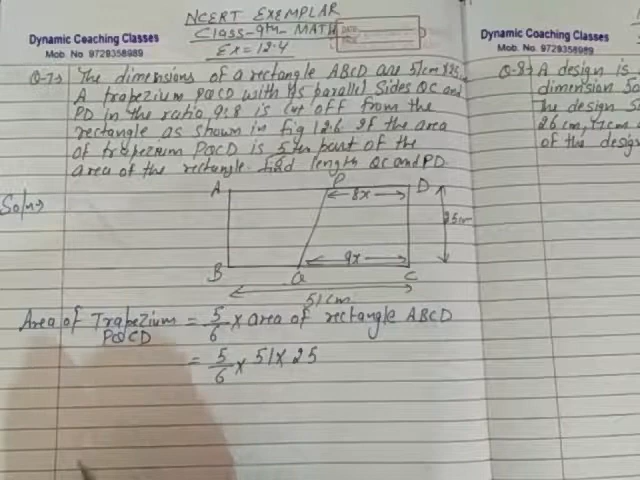 NCERT EXEMPLAR
Class-9th- MATH
Ex = 12.4
Dynamic Coaching Classes
Mob. No. 9729358989
DATE
Q-7⇒ The dimensions of a rectangle ABCD are 51cm x25
A trapezium PQCD with its parallel sides QC and
PD in the ratio 9:8 is cut off from the
rectangle as shown in fig 12.6 If the area
of trapezium PQCD is 5 part of the
area of the rectangle. find length QC and PD
Soln⇒
A P D
8x
25cm
9x
B Q C
51cm
Area of Trapezium = 5/6 x area of rectangle ABCD
PQCD
= 5/6 x 51 x 25
Dynamic Coaching Classes
Mob. No. 9729358989
Q-8⇒ A design is
dimension
The design
26 cm, 17cm
of the design